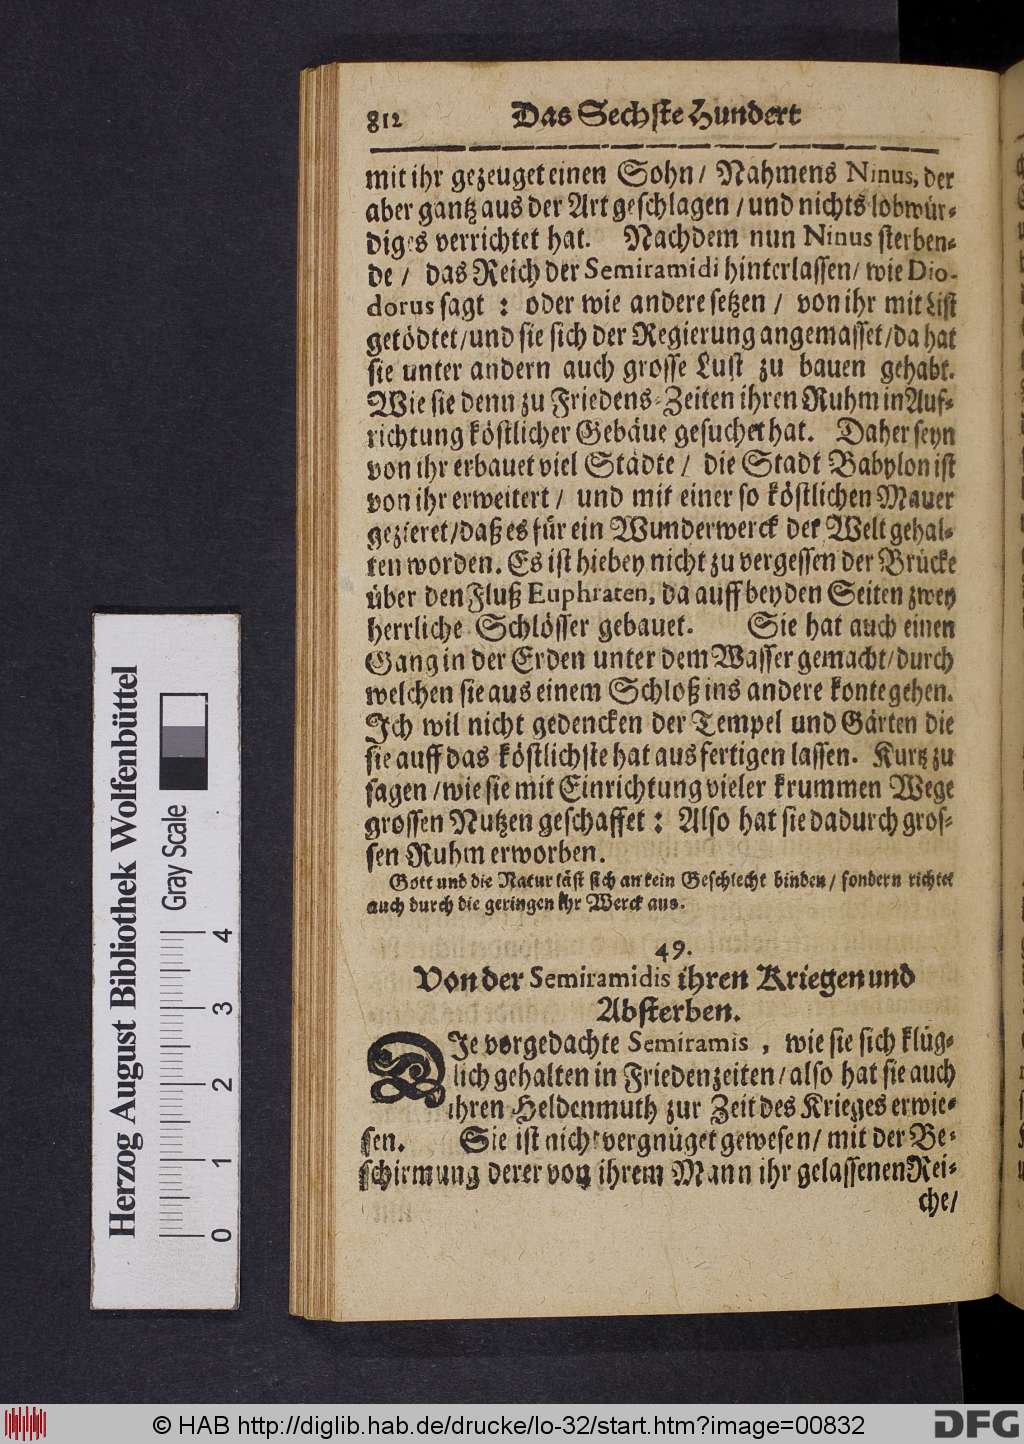 812 Das Sechste Hundert
mit ihr gezeuget einen Sohn / Nahmens Ninus, der
aber gantz aus der Art geschlagen / und nichts lobwür-
diges verrichtet hat. Nachdem nun Ninus sterben-
de / das Reich der Semiramidi hinterlassen / wie Dio-
dorus sagt : oder wie andere setzen / von ihr mit List
getödtet / und sie sich der Regierung angemasset / da hat
sie unter andern auch grosse Lust zu bauen gehabt.
Wie sie denn zu Friedens-Zeiten ihren Ruhm in Auf-
richtung köstlicher Gebäue gesuchet hat. Daher seyn
von ihr erbauet viel Städte / die Stadt Babylon ist
von ihr erweitert / und mit einer so köstlichen Mauer
gezieret / daß es für ein Wunderwerck der Welt gehal-
ten worden. Es ist hiebey nicht zu vergessen der Brücke
über den Fluß Euphraten, da auff beyden Seiten zwey
herrliche Schlösser gebauet. Sie hat auch einen
Gang in der Erden unter dem Wasser gemacht / durch
welchen sie aus einem Schloß ins andere konte gehen.
Ich wil nicht gedencken der Tempel und Gärten die
sie auff das köstlichste hat ausfertigen lassen. Kurtz zu
sagen / wie sie mit Einrichtung vieler krummen Wege
grossen Nutzen geschaffet : Also hat sie dadurch gros-
sen Ruhm erworben.
Gott und die Natur läst sich an kein Geschlecht binden / sondern richtet
auch durch die geringen ihr Werck aus.
49.
Von der Semiramidis ihren Kriegen und
Absterben.
DIe vorgedachte Semiramis, wie sie sich klüg-
lich gehalten in Friedenzeiten / also hat sie auch
ihren Heldenmuth zur Zeit des Krieges erwie-
sen. Sie ist nicht vergnüget gewesen / mit der Be-
schirmung derer von ihrem Mann ihr gelassenen Rei-
che /
Herzog August Bibliothek Wolfenbüttel
Gray Scale
0 1 2 3 4
© HAB http://diglib.hab.de/drucke/lo-32/start.htm?image=00832
DFG